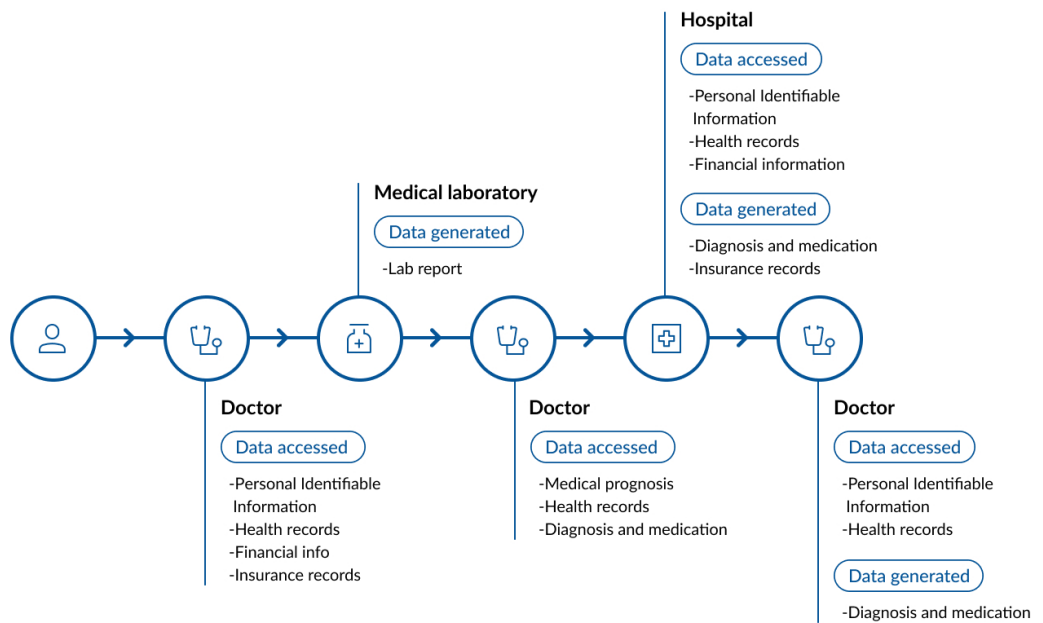 Hospital
Data accessed
-Personal Identifiable
Information
-Health records
-Financial information
Data generated
-Diagnosis and medication
-Insurance records
Medical laboratory
Data generated
-Lab report
Doctor
Data accessed
-Personal Identifiable
Information
-Health records
-Financial info
-Insurance records
Doctor
Data accessed
-Medical prognosis
-Health records
-Diagnosis and medication
Doctor
Data accessed
-Personal Identifiable
Information
-Health records
Data generated
-Diagnosis and medication